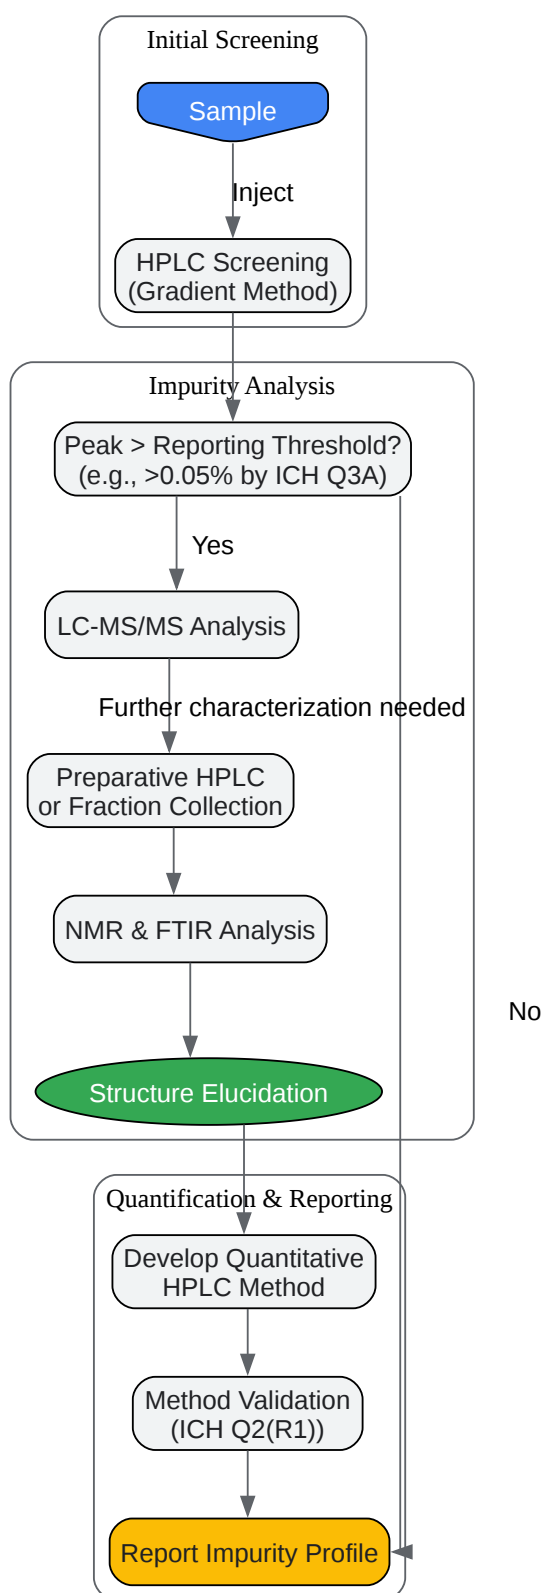 Initial Screening
Sample
Inject
HPLC Screening
(Gradient Method)
Impurity Analysis
Peak > Reporting Threshold?
(e.g., >0.05% by ICH Q3A)
Yes
LC-MS/MS Analysis
Further characterization needed
Preparative HPLC
or Fraction Collection
NMR & FTIR Analysis
No
Structure Elucidation
Quantification & Reporting
Develop Quantitative
HPLC Method
Method Validation
(ICH Q2(R1))
Report Impurity Profile